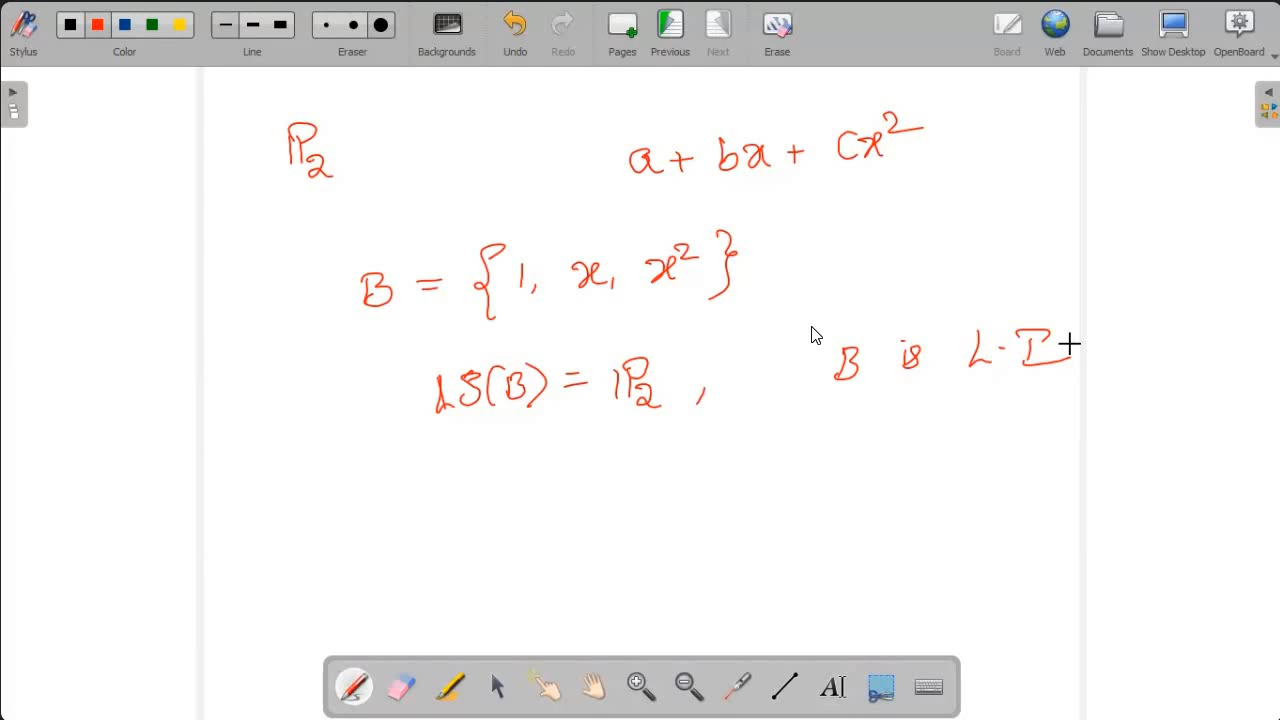 Stylus Color Line Eraser Backgrounds Undo Redo Pages Previous Next Erase Board Web Documents Show Desktop OpenBoard
ℙ₂ a + bx + cx²
B = {1, x, x²}
LS(B) = ℙ₂, B is L.I
AI